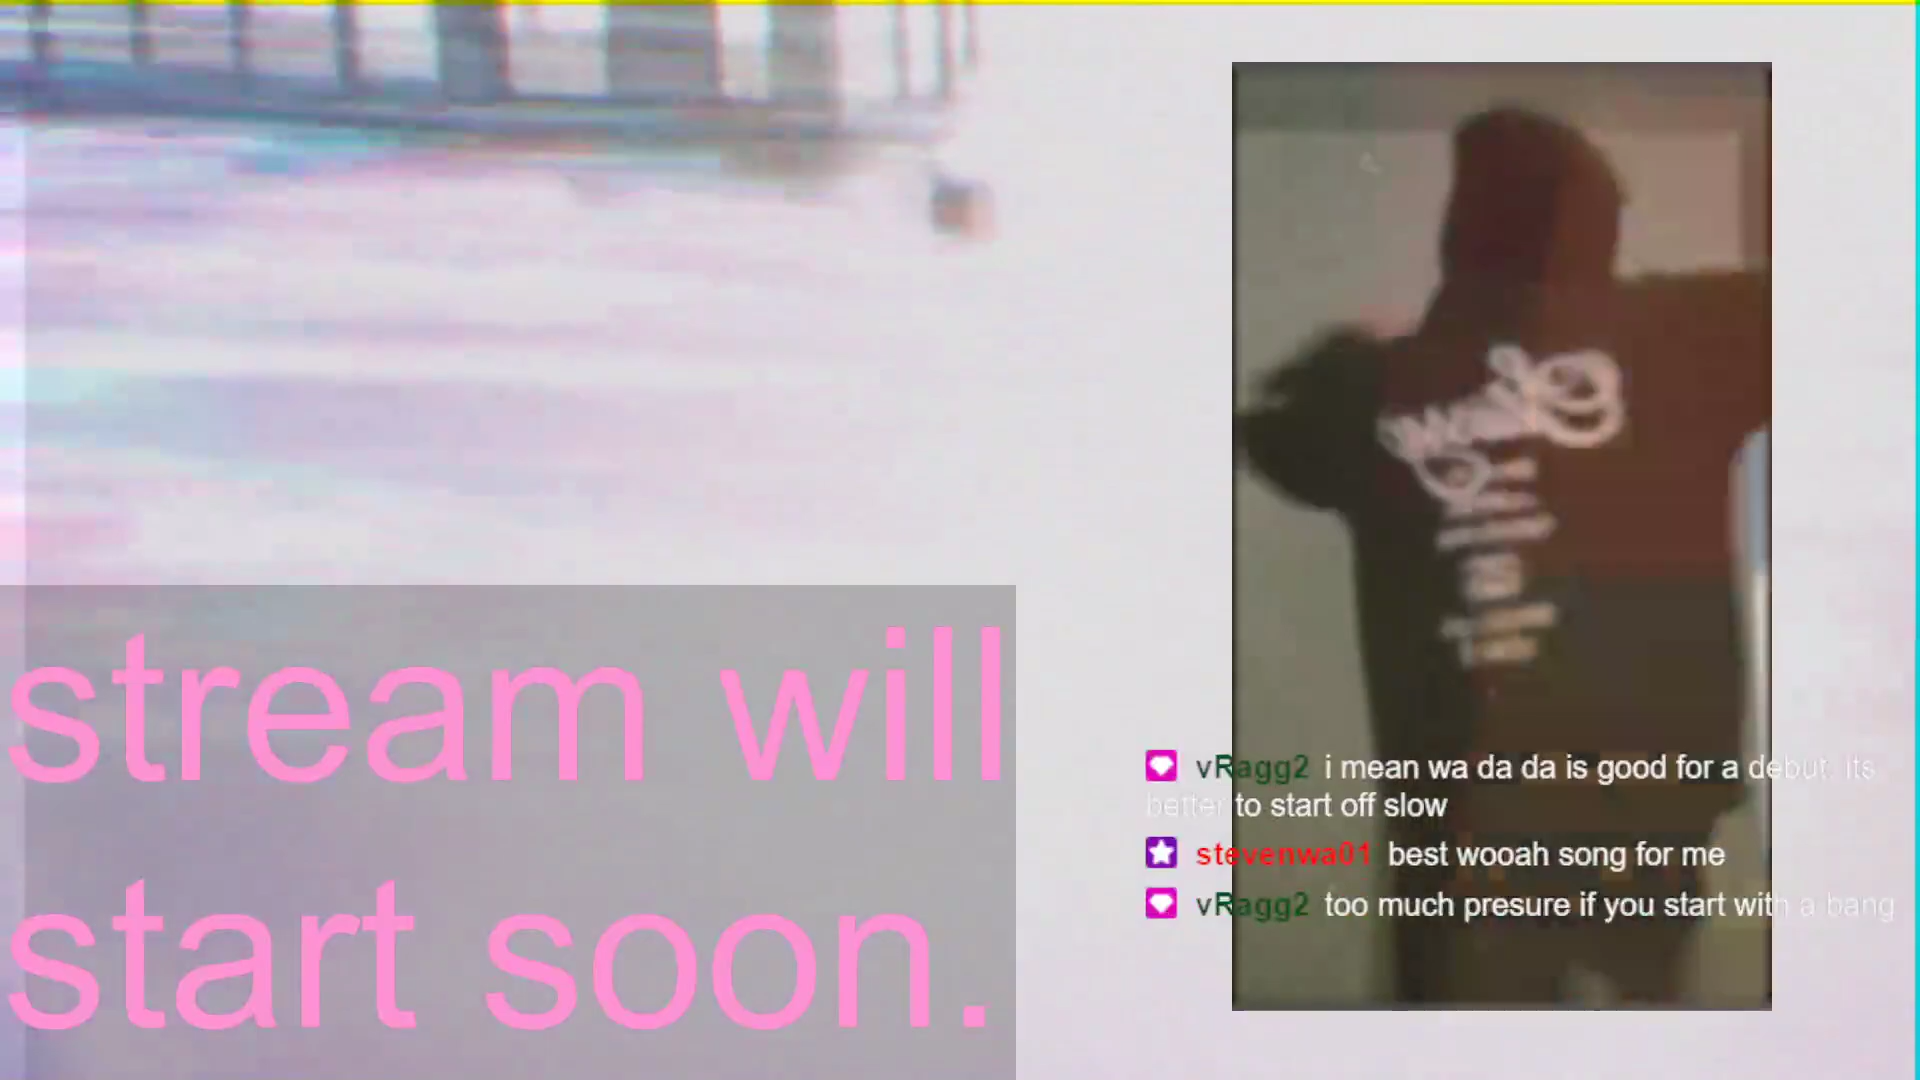 stream will
start soon.
vRagg2 i mean wa da da is good for a debut. its
better to start off slow
stevenwa01 best wooah song for me
vRagg2 too much presure if you start with a bang